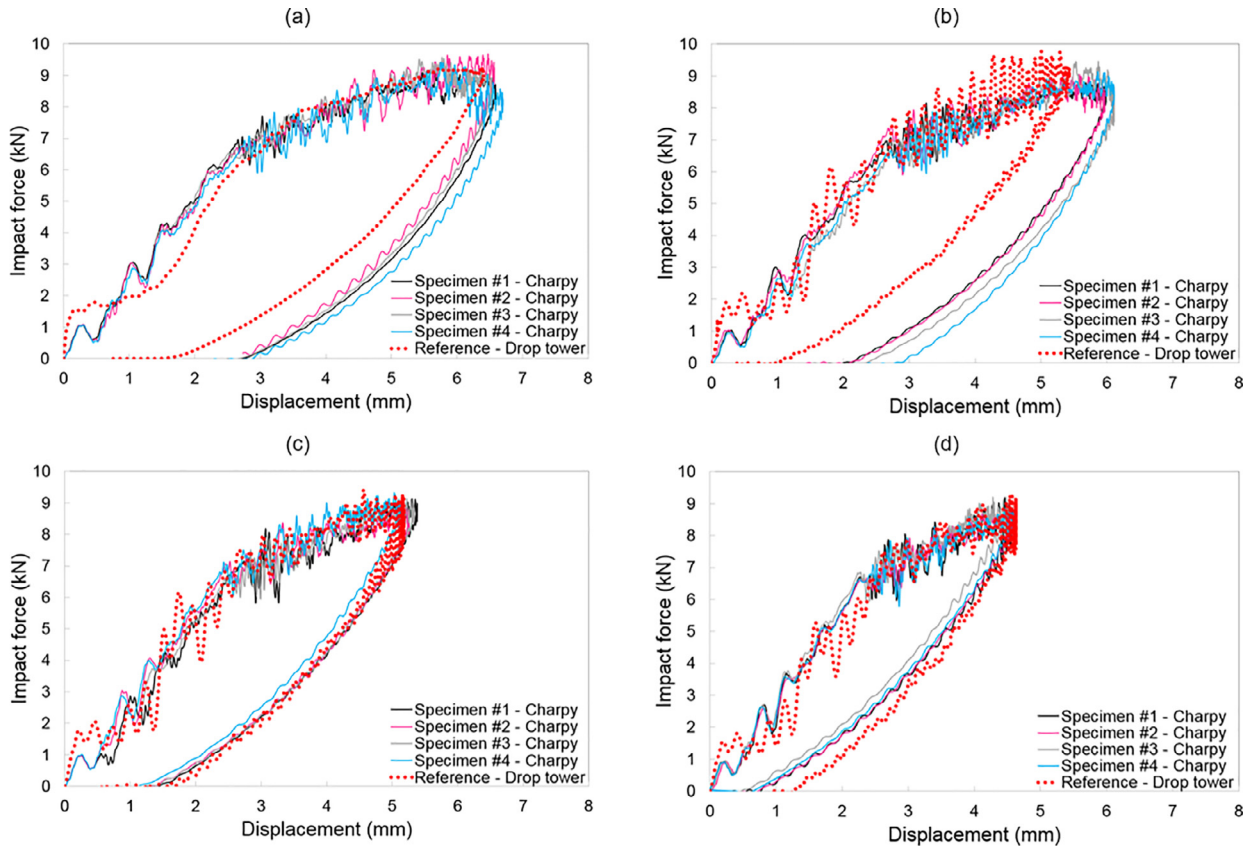 (a)
10
9
8
7
6
5
4
3
2
1
0
Impact force (kN)
Specimen #1 - Charpy
Specimen #2 - Charpy
Specimen #3 - Charpy
Specimen #4 - Charpy
Reference - Drop tower
0 1 2 3 4 5 6 7 8
Displacement (mm)
(b)
10
9
8
7
6
5
4
3
2
1
0
Impact force (kN)
Specimen #1 - Charpy
Specimen #2 - Charpy
Specimen #3 - Charpy
Specimen #4 - Charpy
Reference - Drop tower
0 1 2 3 4 5 6 7 8
Displacement (mm)
(c)
10
9
8
7
6
5
4
3
2
1
0
Impact force (kN)
Specimen #1 - Charpy
Specimen #2 - Charpy
Specimen #3 - Charpy
Specimen #4 - Charpy
Reference - Drop tower
0 1 2 3 4 5 6 7 8
Displacement (mm)
(d)
10
9
8
7
6
5
4
3
2
1
0
Impact force (kN)
Specimen #1 - Charpy
Specimen #2 - Charpy
Specimen #3 - Charpy
Specimen #4 - Charpy
Reference - Drop tower
0 1 2 3 4 5 6 7 8
Displacement (mm)